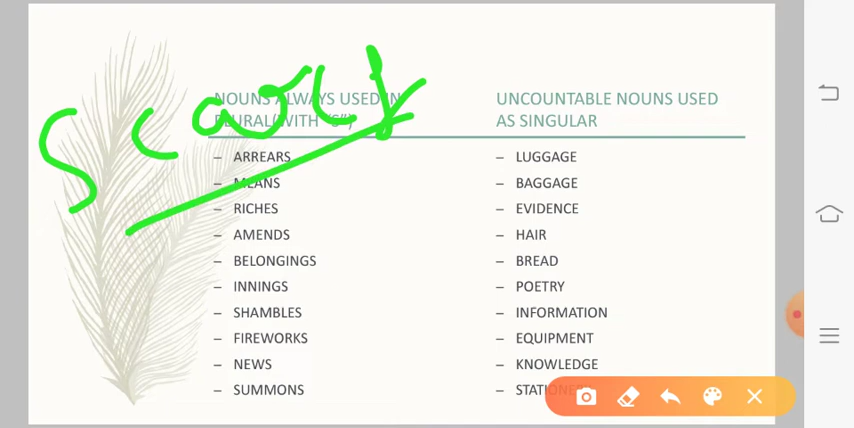 NOUNS ALWAYS USED IN
PLURAL(WITH "S")
– ARREARS
– MEANS
– RICHES
– AMENDS
– BELONGINGS
– INNINGS
– SHAMBLES
– FIREWORKS
– NEWS
– SUMMONS
UNCOUNTABLE NOUNS USED
AS SINGULAR
– LUGGAGE
– BAGGAGE
– EVIDENCE
– HAIR
– BREAD
– POETRY
– INFORMATION
– EQUIPMENT
– KNOWLEDGE
– STATIONERY